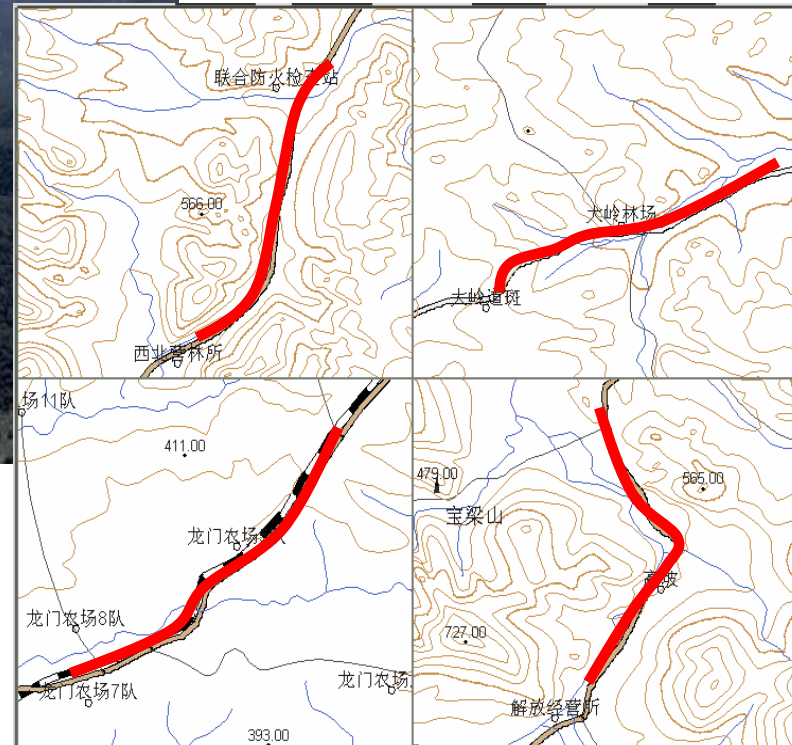 联合防火检查站
566.00
西北营林所
大岭林场
大岭道班
场11队
411.00
龙门农场
龙门农场8队
龙门农场7队
龙门农场
393.00
479.00
565.00
宝梁山
高坡
727.00
解放经营所